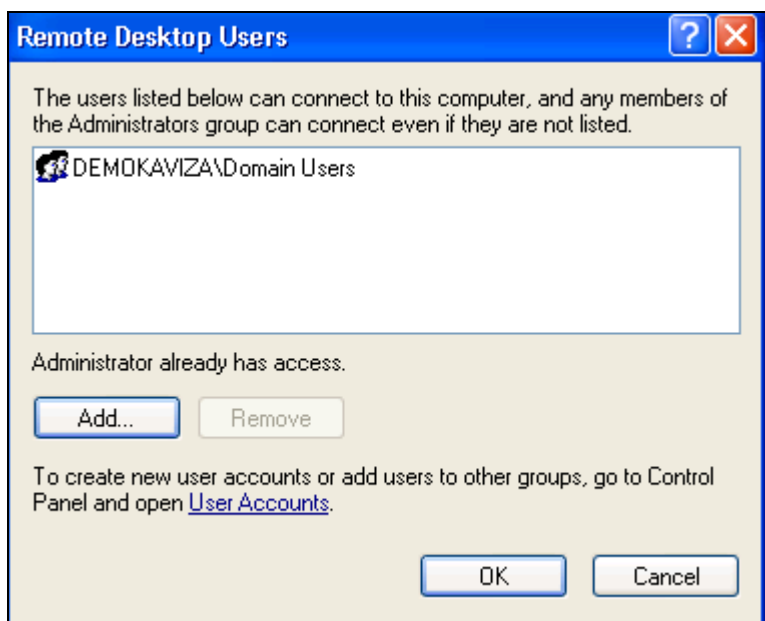 Remote Desktop Users
The users listed below can connect to this computer, and any members of
the Administrators group can connect even if they are not listed.
DEMOKAVIZA\Domain Users
Administrator already has access.
Add...
Remove
To create new user accounts or add users to other groups, go to Control
Panel and open User Accounts.
OK
Cancel